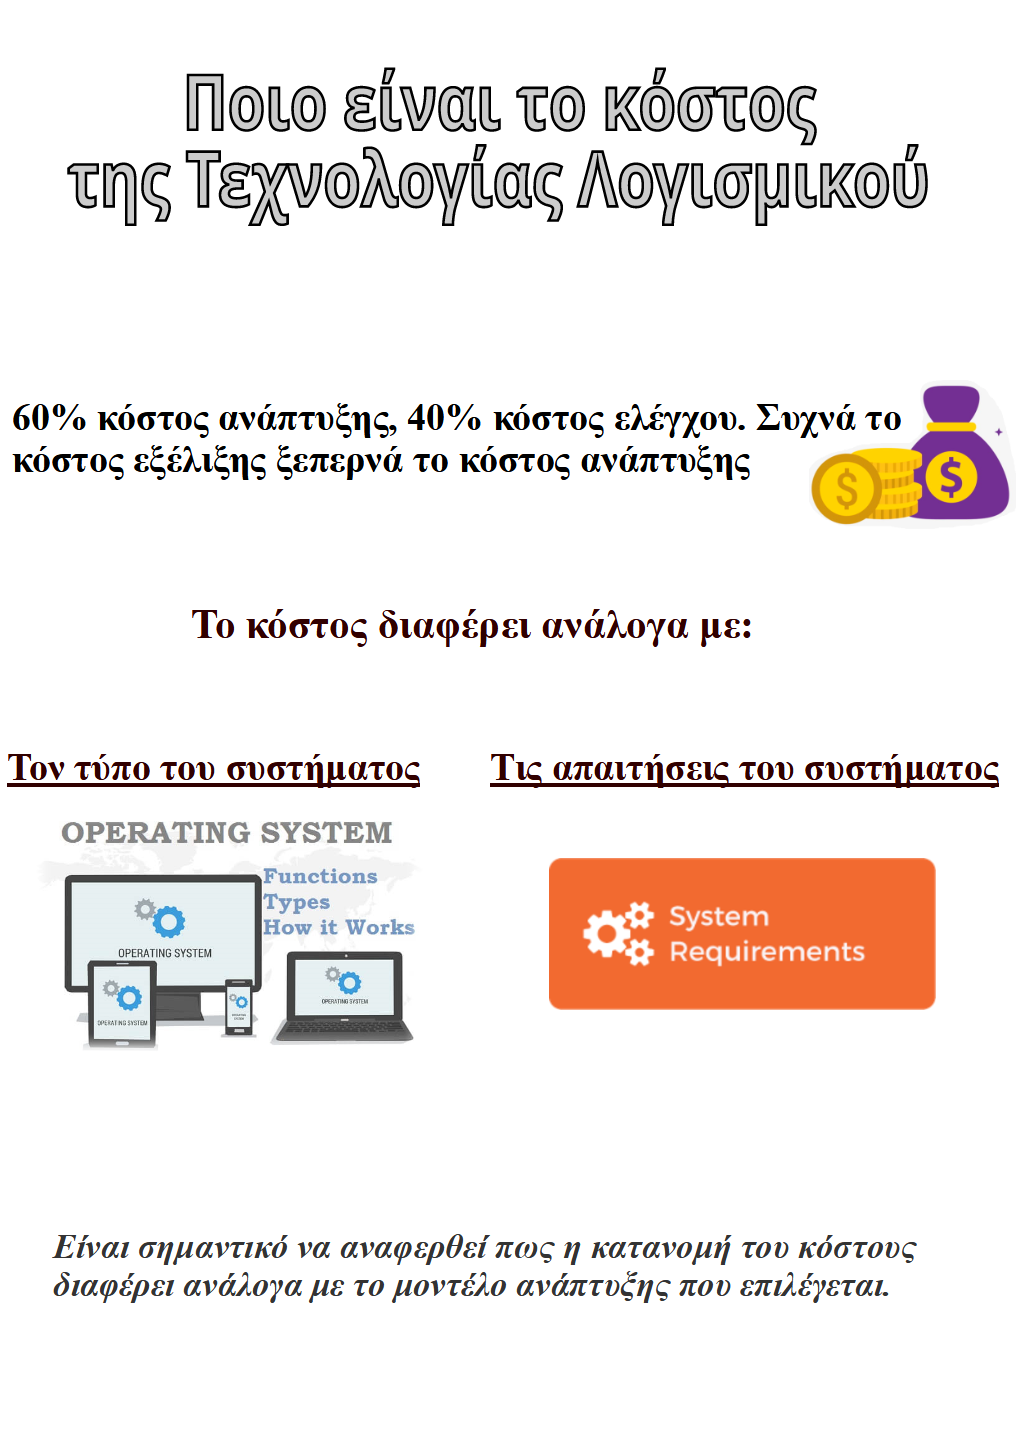 Ποιο είναι το κόστος
της Τεχνολογίας Λογισμικού
60% κόστος ανάπτυξης, 40% κόστος ελέγχου. Συχνά το
κόστος εξέλιξης ξεπερνά το κόστος ανάπτυξης
$
$
Το κόστος διαφέρει ανάλογα με:
Τον τύπο του συστήματος
Τις απαιτήσεις του συστήματος
OPERATING SYSTEM
Functions
Types
How it Works
OPERATING SYSTEM
OPERATING SYSTEM
OPERATING
SYSTEM
OPERATING SYSTEM
System
Requirements
Είναι σημαντικό να αναφερθεί πως η κατανομή του κόστους
διαφέρει ανάλογα με το μοντέλο ανάπτυξης που επιλέγεται.